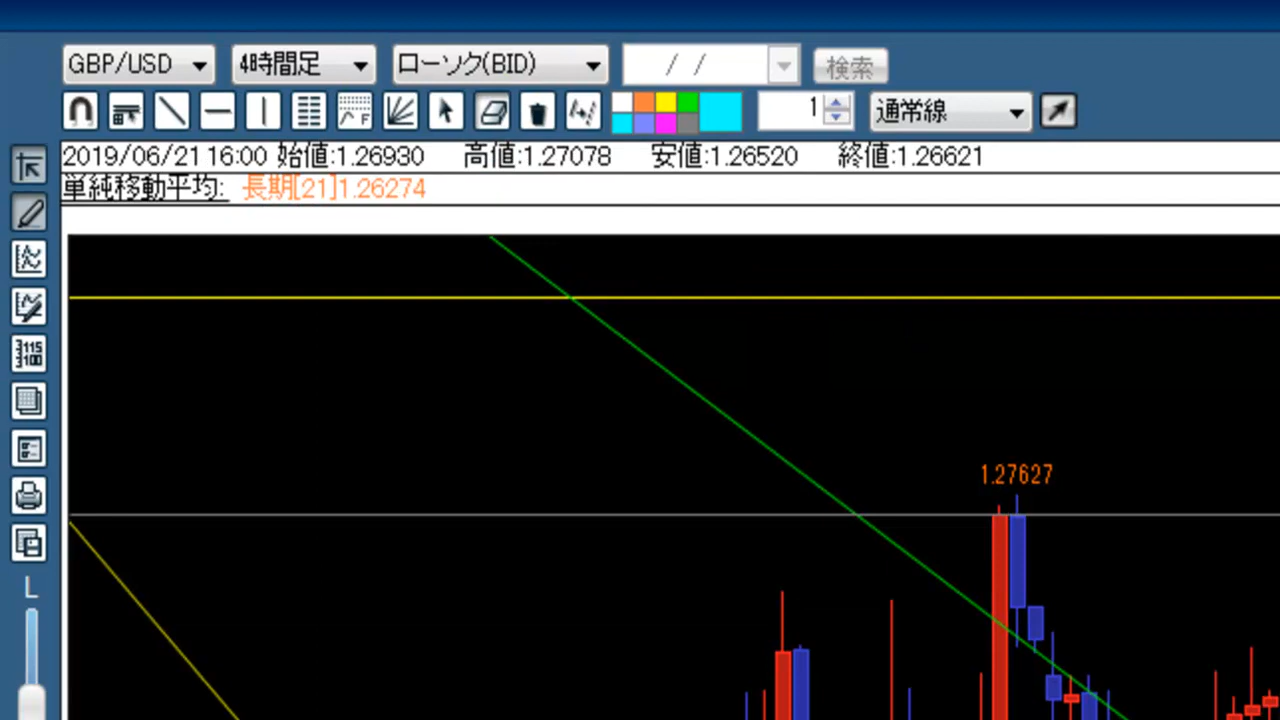 GBP/USD 4時間足 ローソク(BID) / / 検索
1 通常線
2019/06/21 16:00 始値:1.26930 高値:1.27078 安値:1.26520 終値:1.26621
単純移動平均: 長期[21]1.26274
115
100
1.27627
L